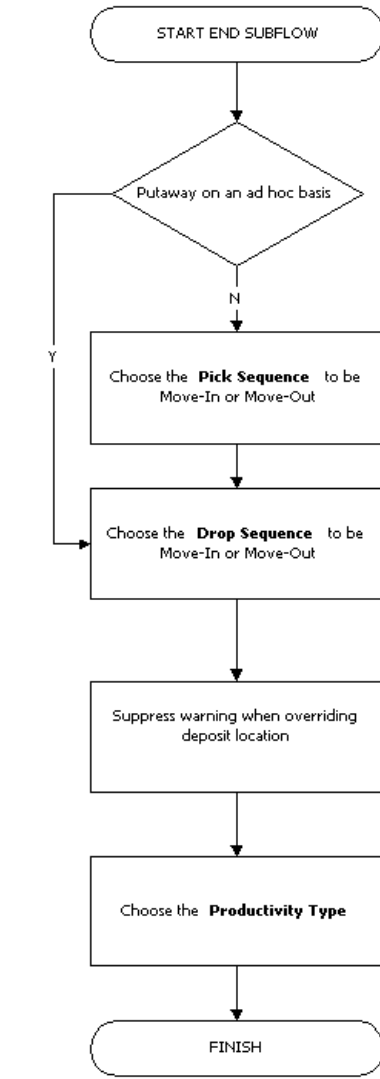 START END SUBFLOW
Putaway on an ad hoc basis
N
Y
Choose the Pick Sequence to be
Move-In or Move-Out
Choose the Drop Sequence to be
Move-In or Move-Out
Suppress warning when overriding
deposit location
Choose the Productivity Type
FINISH